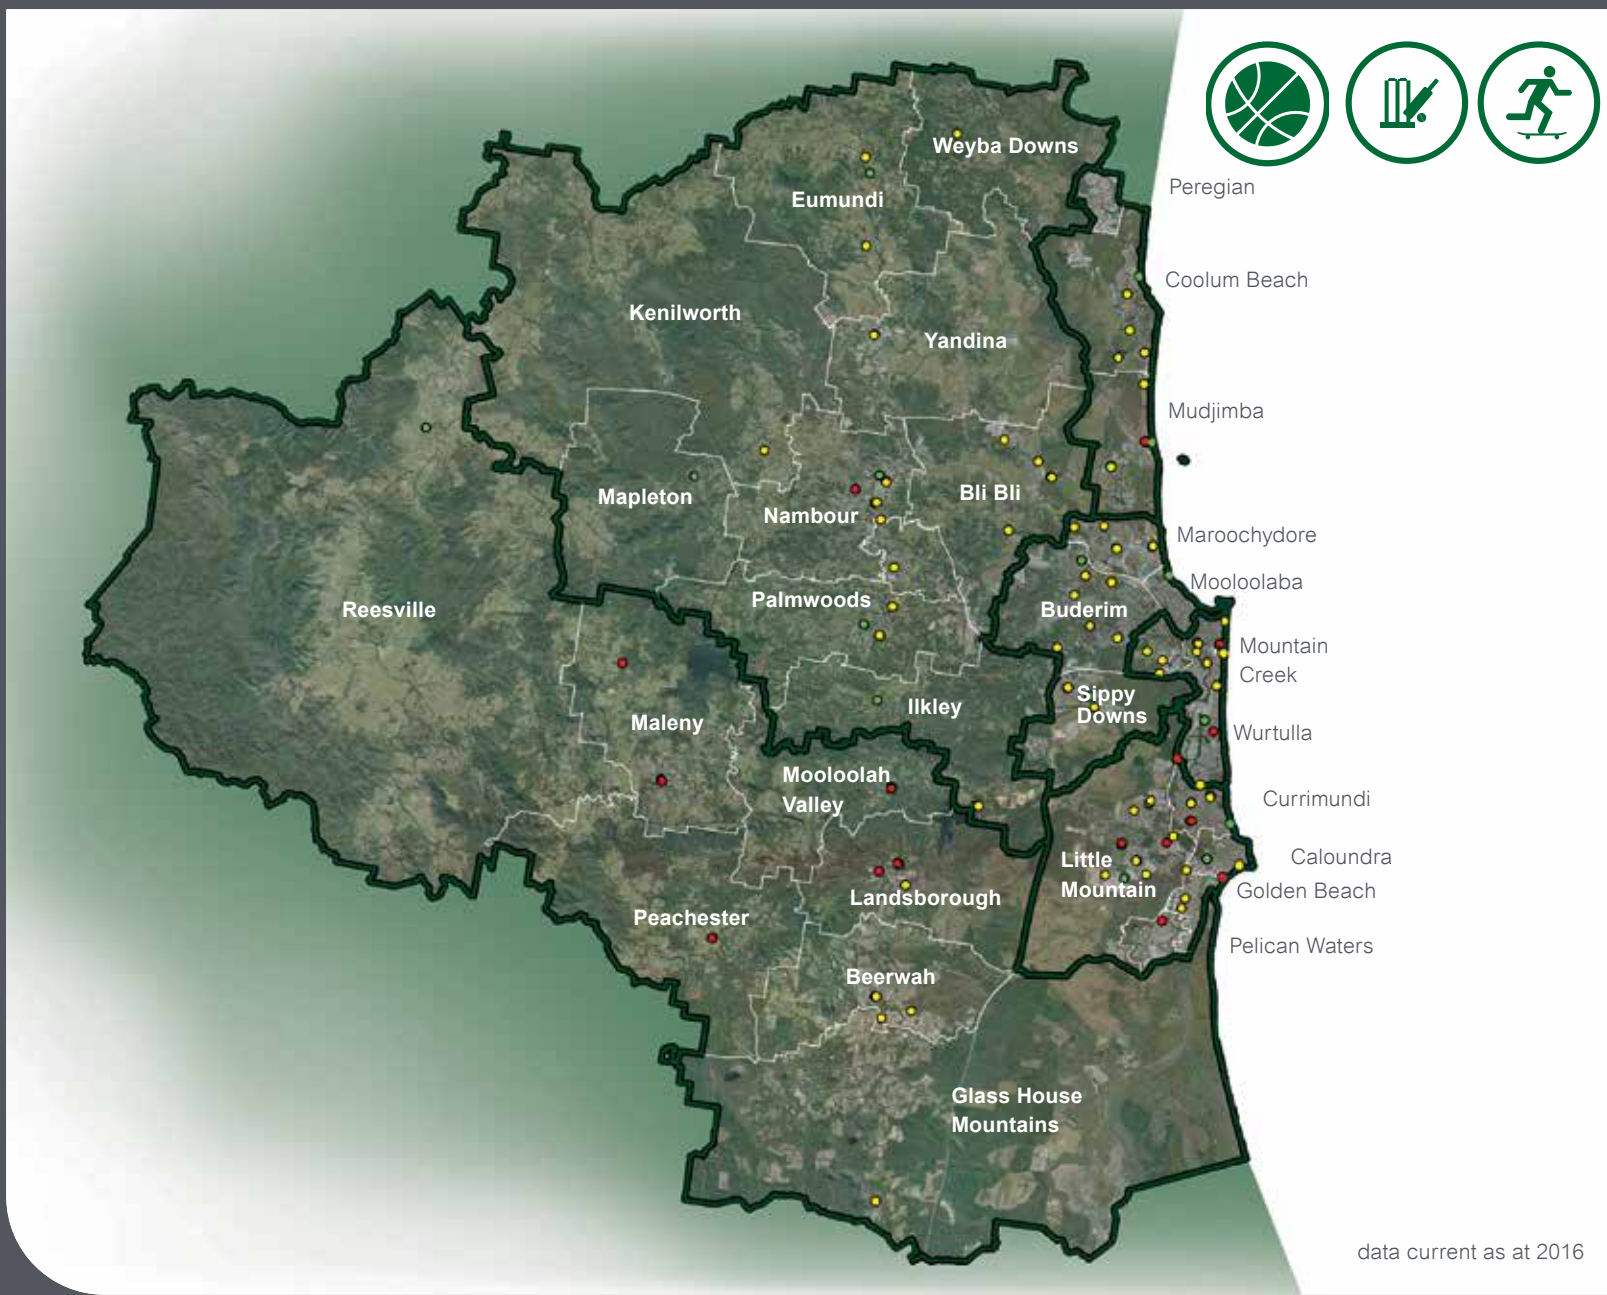 Weyba Downs
Peregian
Eumundi
Coolum Beach
Kenilworth
Yandina
Mudjimba
Mapleton
Bli Bli
Nambour
Maroochydore
Mooloolaba
Palmwoods
Reesville
Buderim
Mountain
Creek
Sippy
Downs
Ilkley
Maleny
Wurtulla
Mooloolah
Valley
Currimundi
Little
Mountain
Caloundra
Golden Beach
Landsborough
Peachester
Pelican Waters
Beerwah
Glass House
Mountains
data current as at 2016